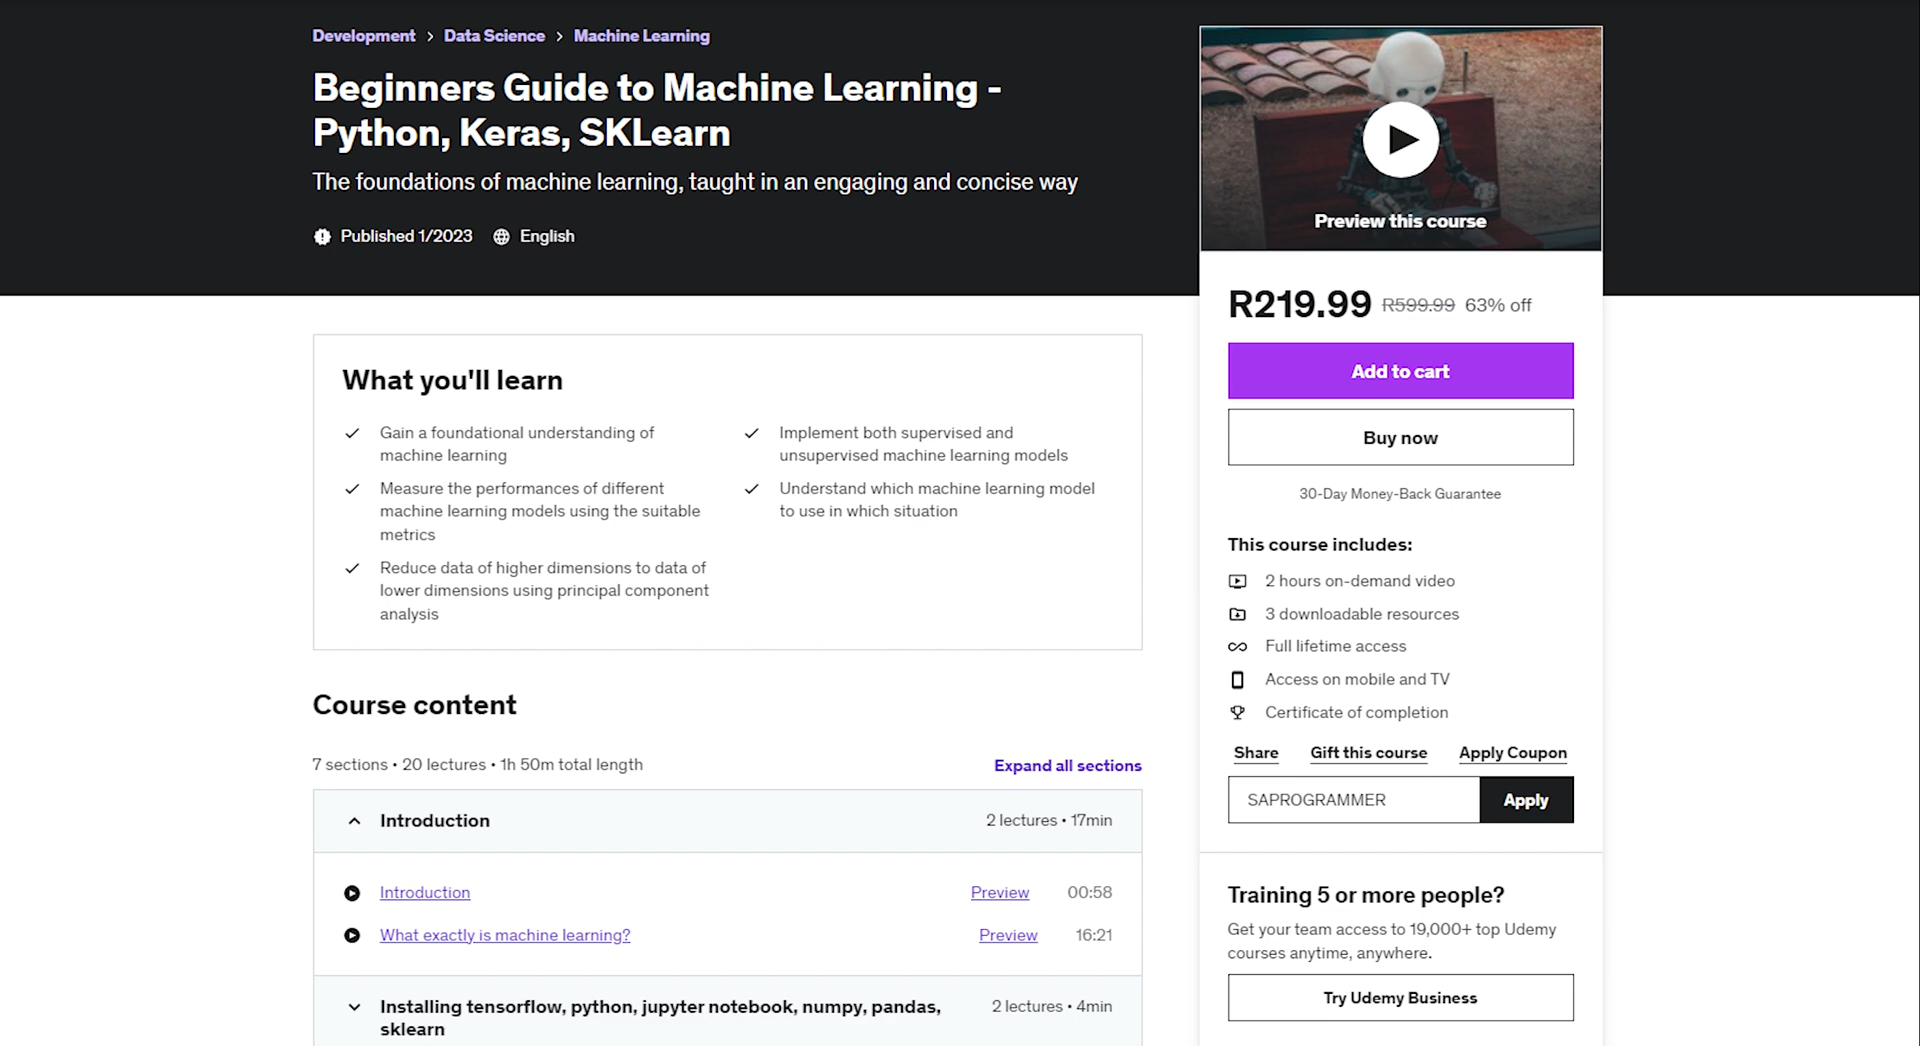 Development > Data Science > Machine Learning
Beginners Guide to Machine Learning -
Python, Keras, SKLearn
The foundations of machine learning, taught in an engaging and concise way
Published 1/2023 English
Preview this course
R219.99 R599.99 63% off
Add to cart
Buy now
30-Day Money-Back Guarantee
This course includes:
2 hours on-demand video
3 downloadable resources
Full lifetime access
Access on mobile and TV
Certificate of completion
Share Gift this course Apply Coupon
SAPROGRAMMER Apply
Training 5 or more people?
Get your team access to 19,000+ top Udemy
courses anytime, anywhere.
Try Udemy Business
What you'll learn
Gain a foundational understanding of
machine learning
Implement both supervised and
unsupervised machine learning models
Measure the performances of different
machine learning models using the suitable
metrics
Understand which machine learning model
to use in which situation
Reduce data of higher dimensions to data of
lower dimensions using principal component
analysis
Course content
7 sections • 20 lectures • 1h 50m total length Expand all sections
Introduction 2 lectures • 17min
Introduction Preview 00:58
What exactly is machine learning? Preview 16:21
Installing tensorflow, python, jupyter notebook, numpy, pandas, 2 lectures • 4min
sklearn